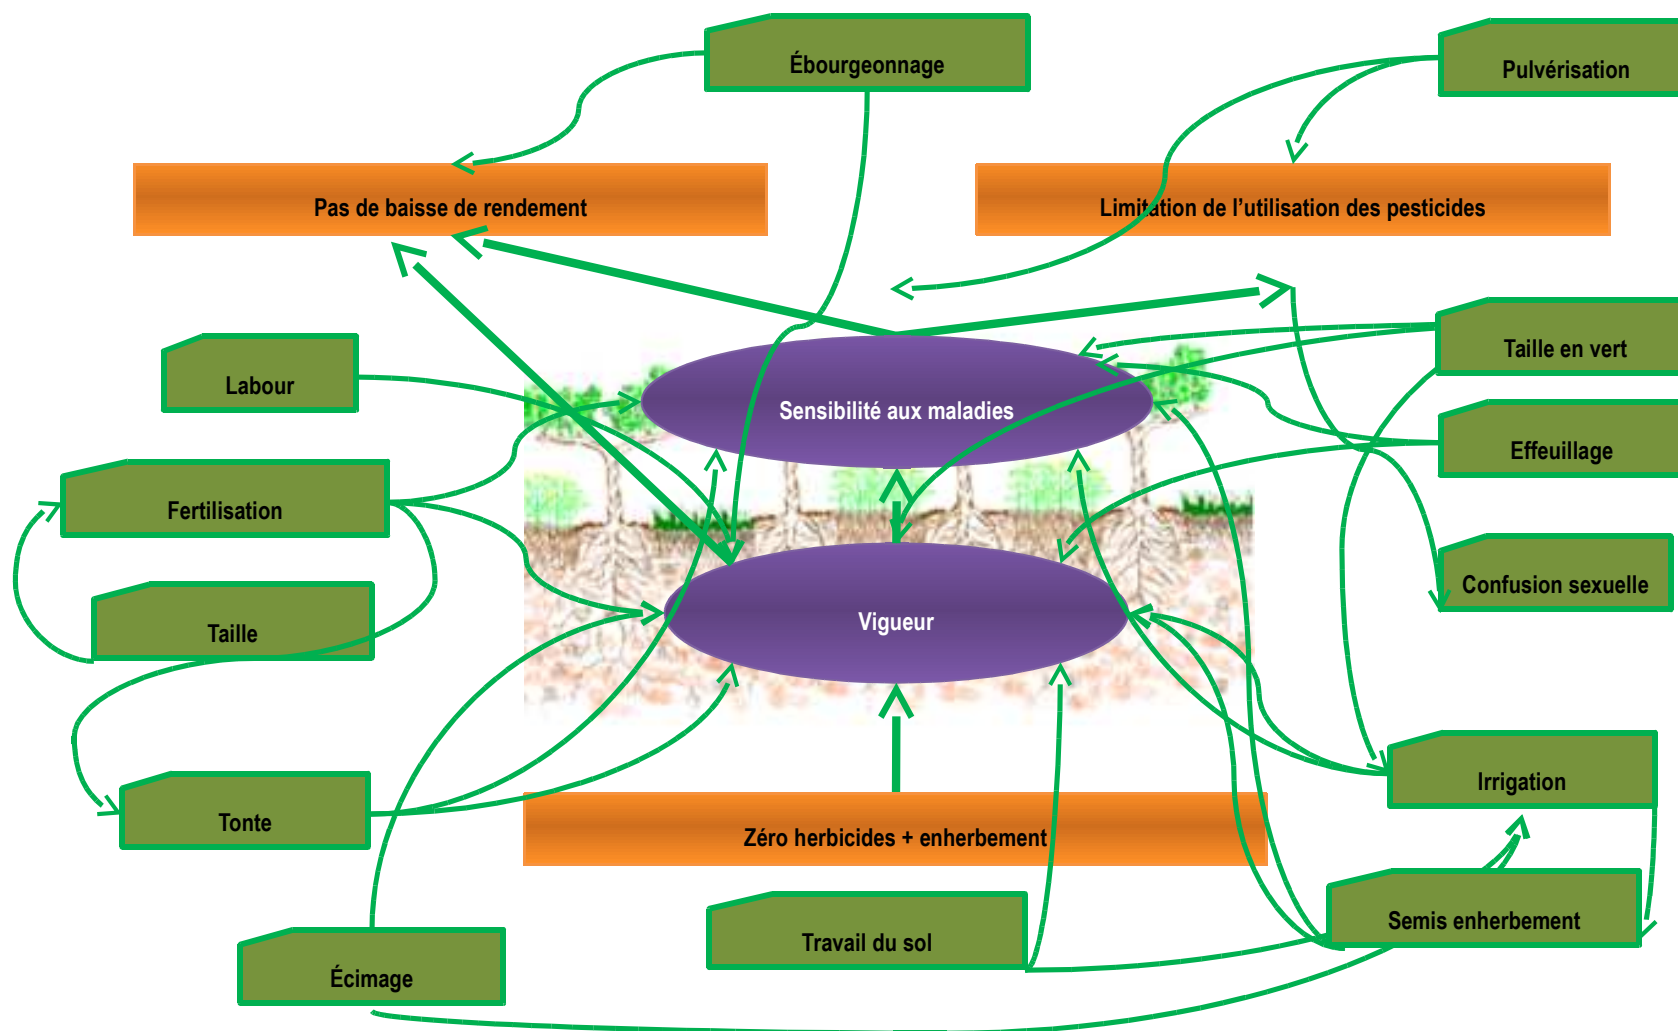 Ébourgeonnage
Pulvérisation
Pas de baisse de rendement
Limitation de l’utilisation des pesticides
Labour
Sensibilité aux maladies
Taille en vert
Effeuillage
Fertilisation
Confusion sexuelle
Taille
Vigueur
Irrigation
Tonte
Zéro herbicides + enherbement
Semis enherbement
Travail du sol
Écimage